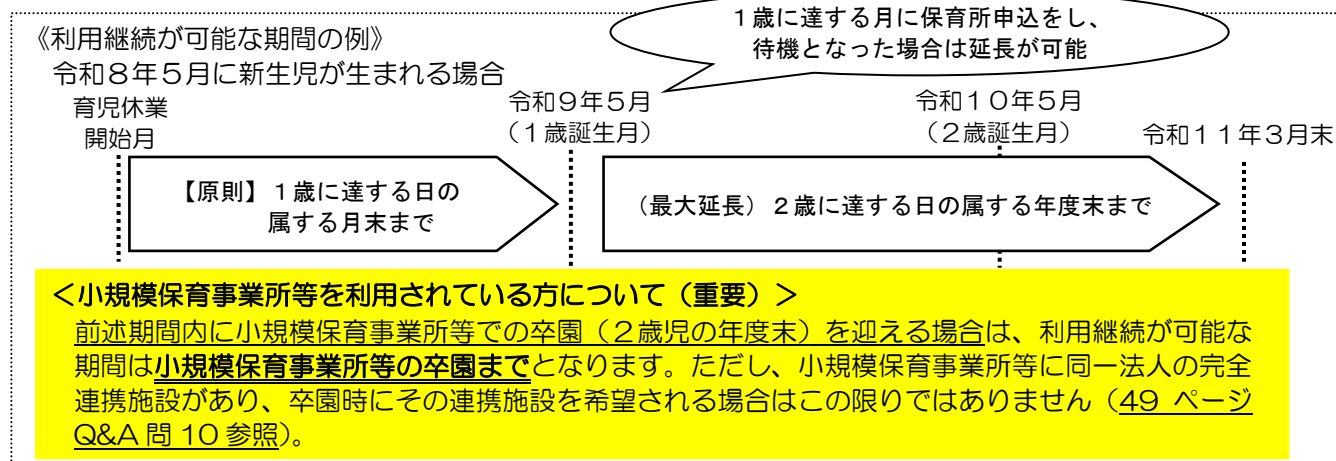 １歳に達する月に保育所申込をし、
待機となった場合は延長が可能
《利用継続が可能な期間の例》
令和８年５月に新生児が生まれる場合
育児休業
開始月
令和９年５月
（１歳誕生月）
令和１０年５月
（２歳誕生月）
令和１１年３月末
【原則】１歳に達する日の
属する月末まで
（最大延長）２歳に達する日の属する年度末まで
＜小規模保育事業所等を利用されている方について（重要）＞
前述期間内に小規模保育事業所等での卒園（２歳児の年度末）を迎える場合は、利用継続が可能な
期間は小規模保育事業所等の卒園までとなります。ただし、小規模保育事業所等に同一法人の完全
連携施設があり、卒園時にその連携施設を希望される場合はこの限りではありません（49 ページ
Q&A 問 10 参照）。